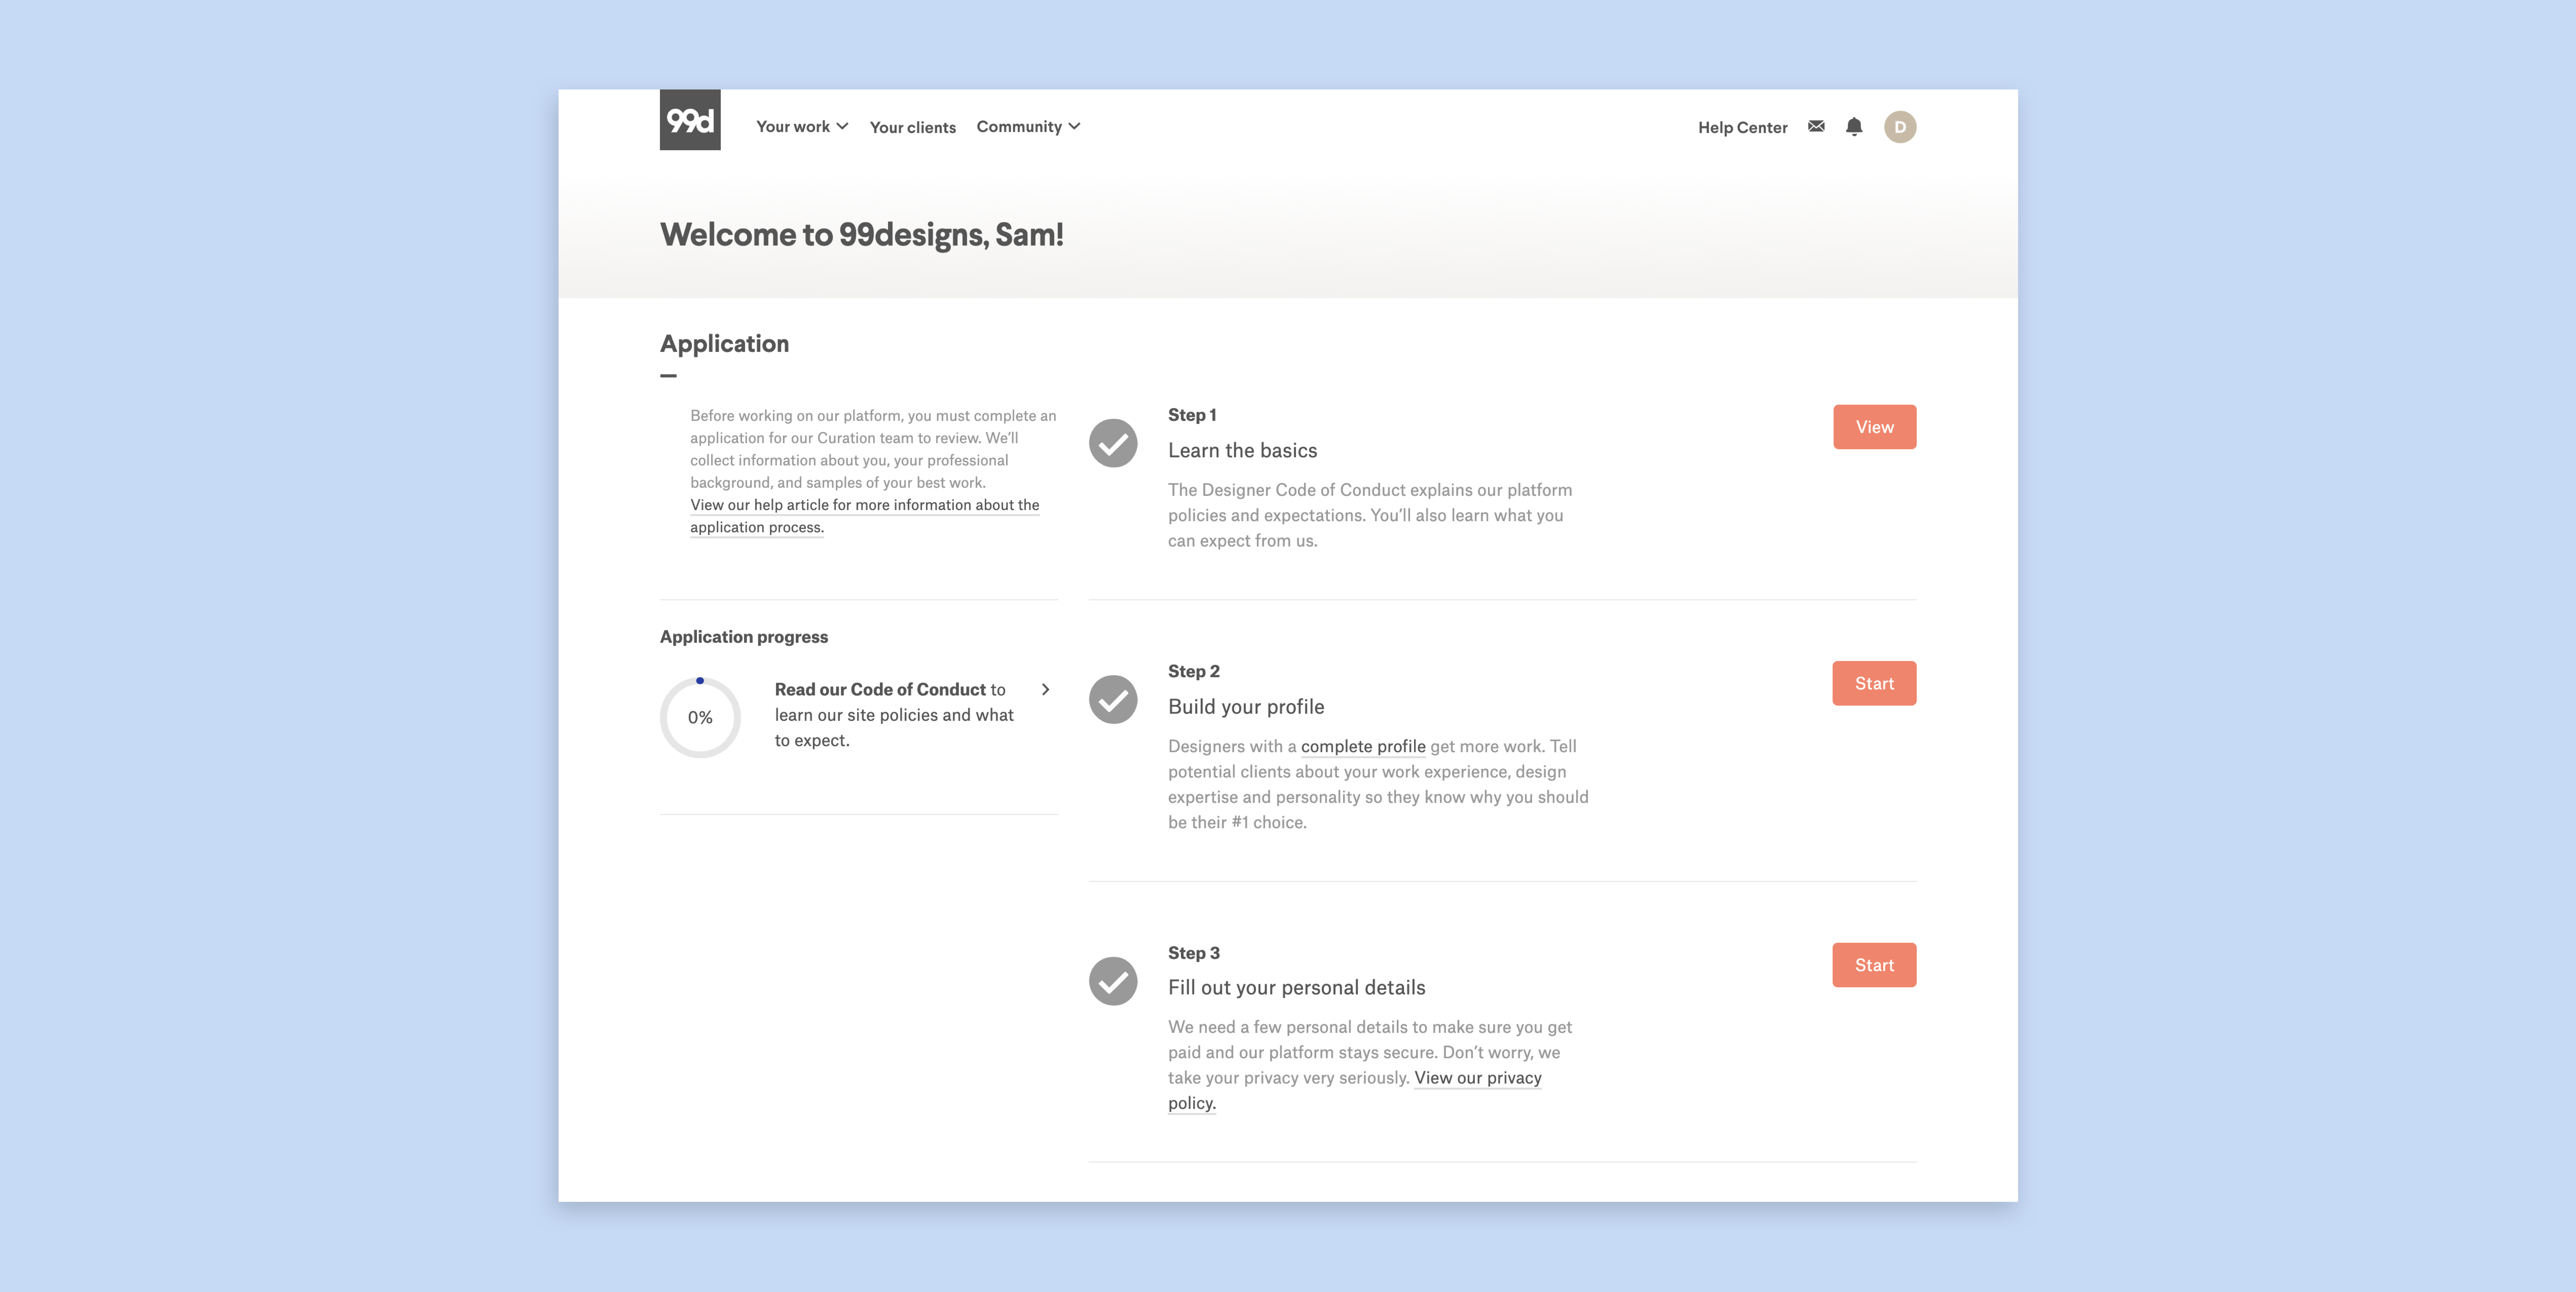 99d
Your work
Your clients
Community
Help Center
D
Welcome to 99designs, Sam!
Application
Before working on our platform, you must complete an
application for our Curation team to review. We’ll
collect information about you, your professional
background, and samples of your best work.
View our help article for more information about the
application process.
Application progress
0%
Read our Code of Conduct to
learn our site policies and what
to expect.
Step 1
Learn the basics
The Designer Code of Conduct explains our platform
policies and expectations. You’ll also learn what you
can expect from us.
View
Step 2
Build your profile
Designers with a complete profile get more work. Tell
potential clients about your work experience, design
expertise and personality so they know why you should
be their #1 choice.
Start
Step 3
Fill out your personal details
We need a few personal details to make sure you get
paid and our platform stays secure. Don’t worry, we
take your privacy very seriously. View our privacy
policy.
Start